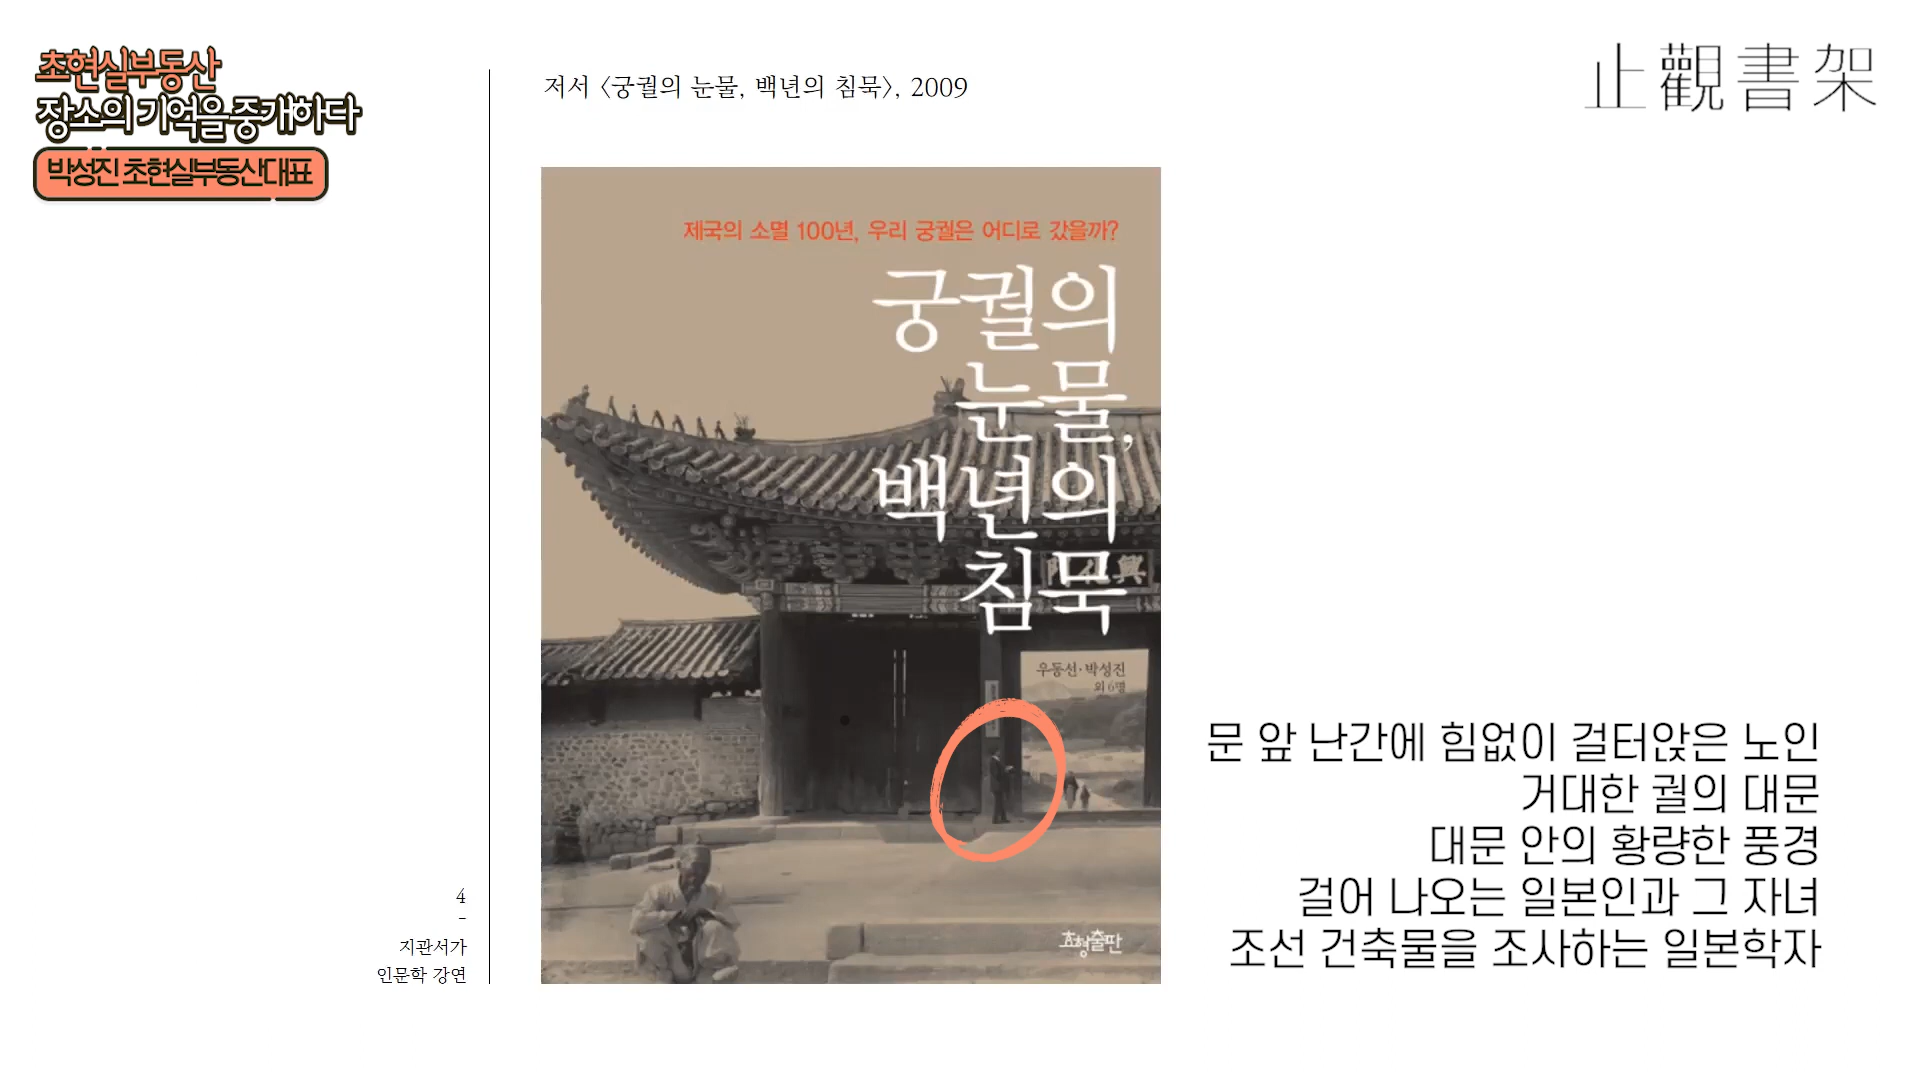 초현실부동산
장소의 기억을 중개하다
박성진 초현실부동산 대표
저서 〈궁궐의 눈물, 백년의 침묵〉, 2009
止觀書架
제국의 소멸 100년, 우리 궁궐은 어디로 갔을까?
궁궐의
눈물,
백년의
침묵
門化興
우동선·박성진
외 6명
효형출판
문 앞 난간에 힘없이 걸터앉은 노인
거대한 궐의 대문
대문 안의 황량한 풍경
걸어 나오는 일본인과 그 자녀
조선 건축물을 조사하는 일본학자
4
-
지관서가
인문학 강연